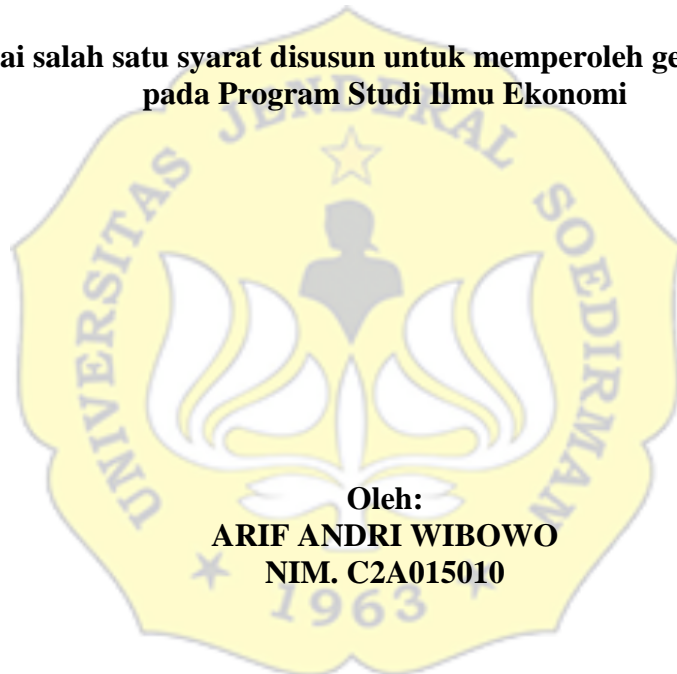 ai salah satu syarat disusun untuk memperoleh ge
pada Program Studi Ilmu Ekonomi
UNIVERSITAS JENDERAL SOEDIRMAN
Oleh:
ARIF ANDRI WIBOWO
NIM. C2A015010
1963